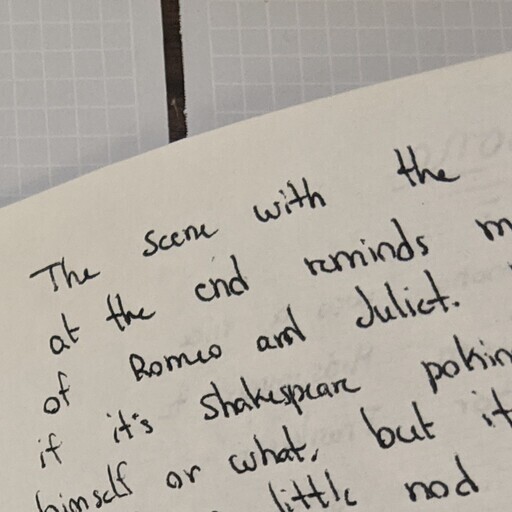 The scene with the
at the end reminds
of Romeo and Juliet.
if it's Shakespeare
himself or what, but it
little nod